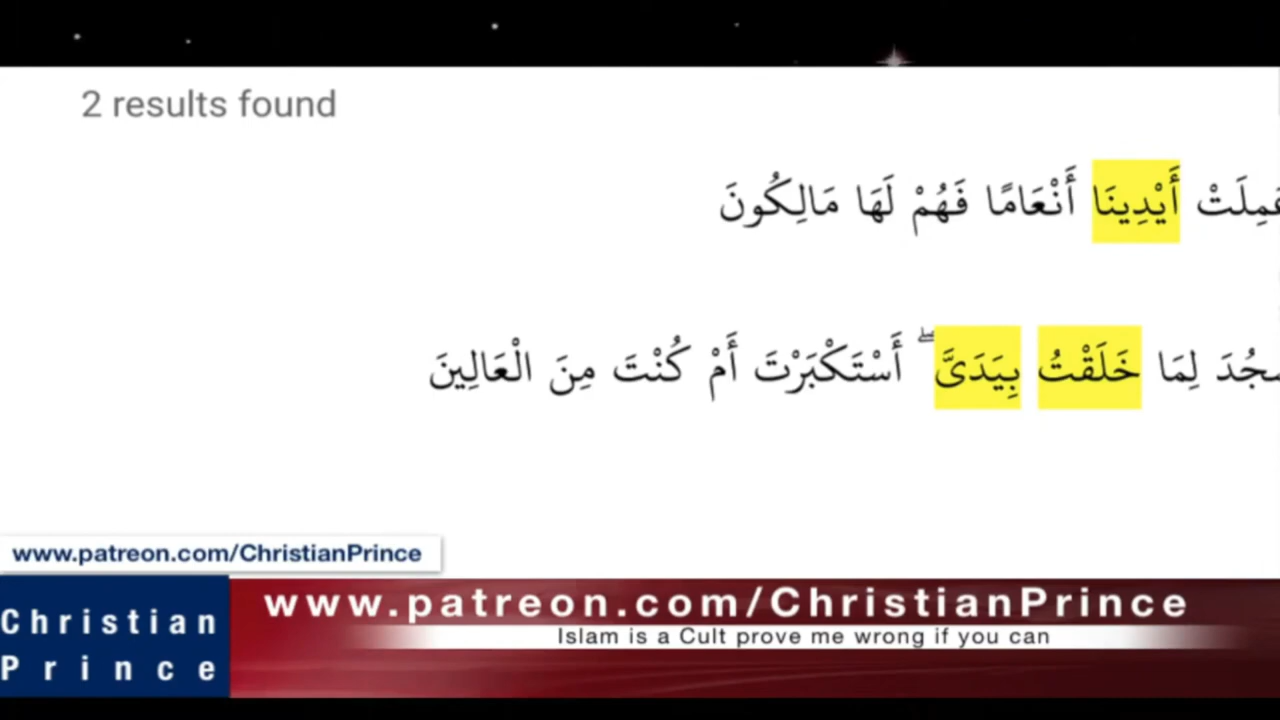 2 results found
عَمِلَتْ أَيْدِينَا أَنْعَامًا فَهُمْ لَهَا مَالِكُونَ
لِمَا خَلَقْتُ بِيَدَىَّ ۖ أَسْتَكْبَرْتَ أَمْ كُنْتَ مِنَ الْعَالِينَ
www.patreon.com/ChristianPrince
www.patreon.com/ChristianPrince
Islam is a Cult prove me wrong if you can
Christian
Prince